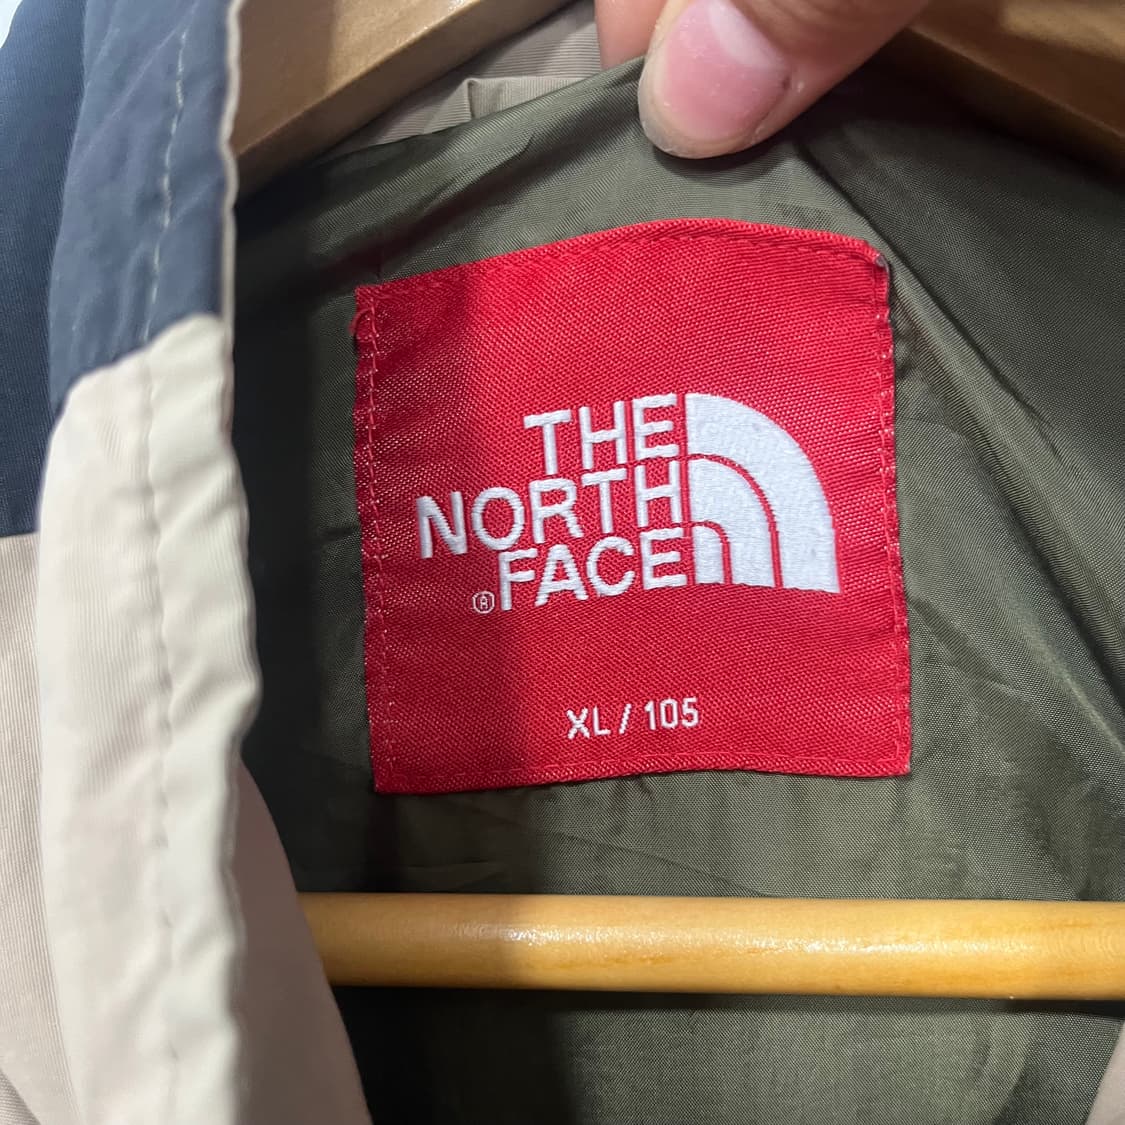 THE
NORTH
®FACE
XL / 105